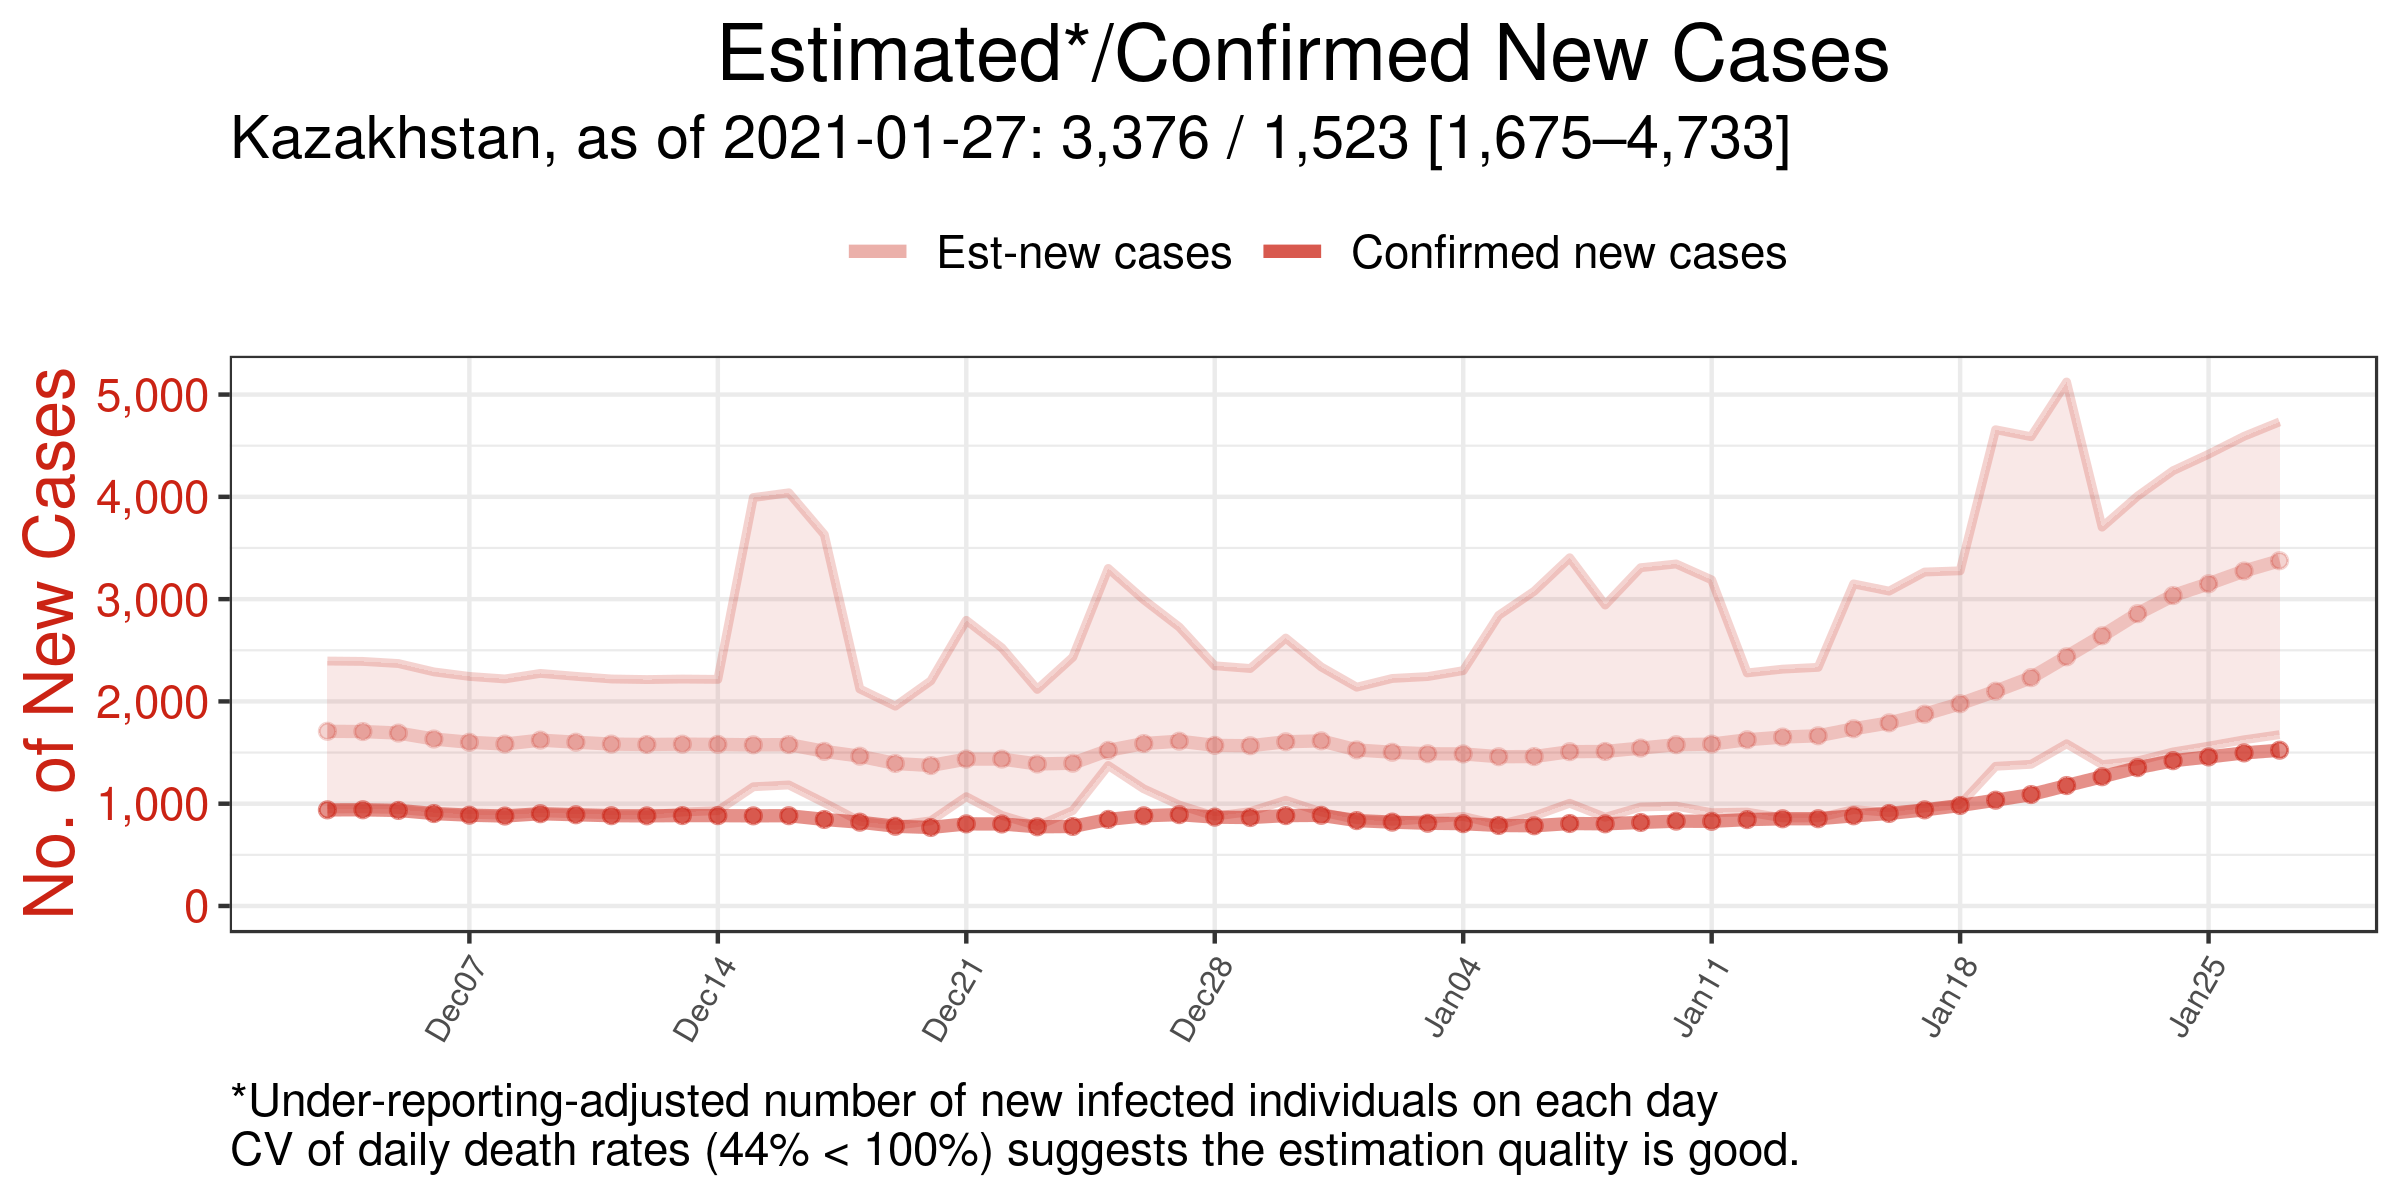 Estimated*/Confirmed New Cases
Kazakhstan, as of 2021-01-27: 3,376 / 1,523 [1,675–4,733]
Est-new cases Confirmed new cases
No. of New Cases
5,000
4,000
3,000
2,000
1,000
0
Dec07 Dec14 Dec21 Dec28 Jan04 Jan11 Jan18 Jan25
*Under-reporting-adjusted number of new infected individuals on each day
CV of daily death rates (44% < 100%) suggests the estimation quality is good.